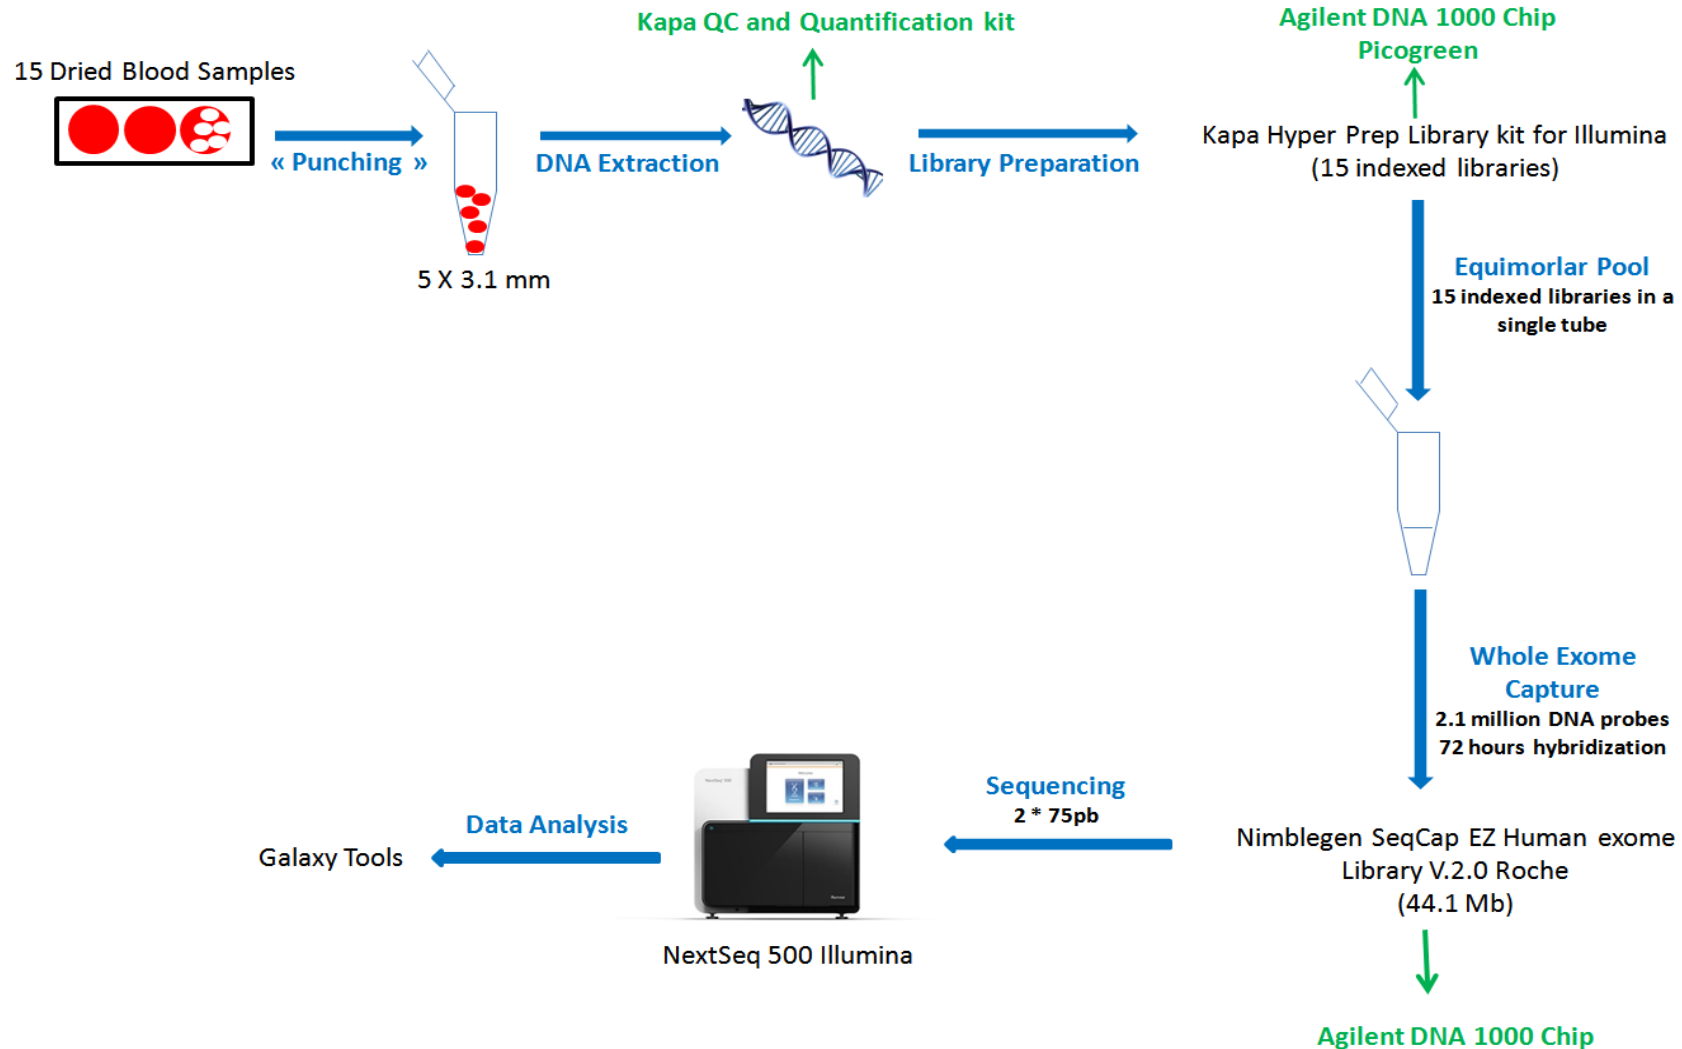 Kapa QC and Quantification kit
Agilent DNA 1000 Chip
Picogreen
15 Dried Blood Samples
« Punching »
5 X 3.1 mm
DNA Extraction
Library Preparation
Kapa Hyper Prep Library kit for Illumina
(15 indexed libraries)
Equimorlar Pool
15 indexed libraries in a
single tube
Whole Exome
Capture
2.1 million DNA probes
72 hours hybridization
Nimblegen SeqCap EZ Human exome
Library V.2.0 Roche
(44.1 Mb)
Agilent DNA 1000 Chip
Sequencing
2 * 75pb
NextSeq 500 Illumina
Data Analysis
Galaxy Tools